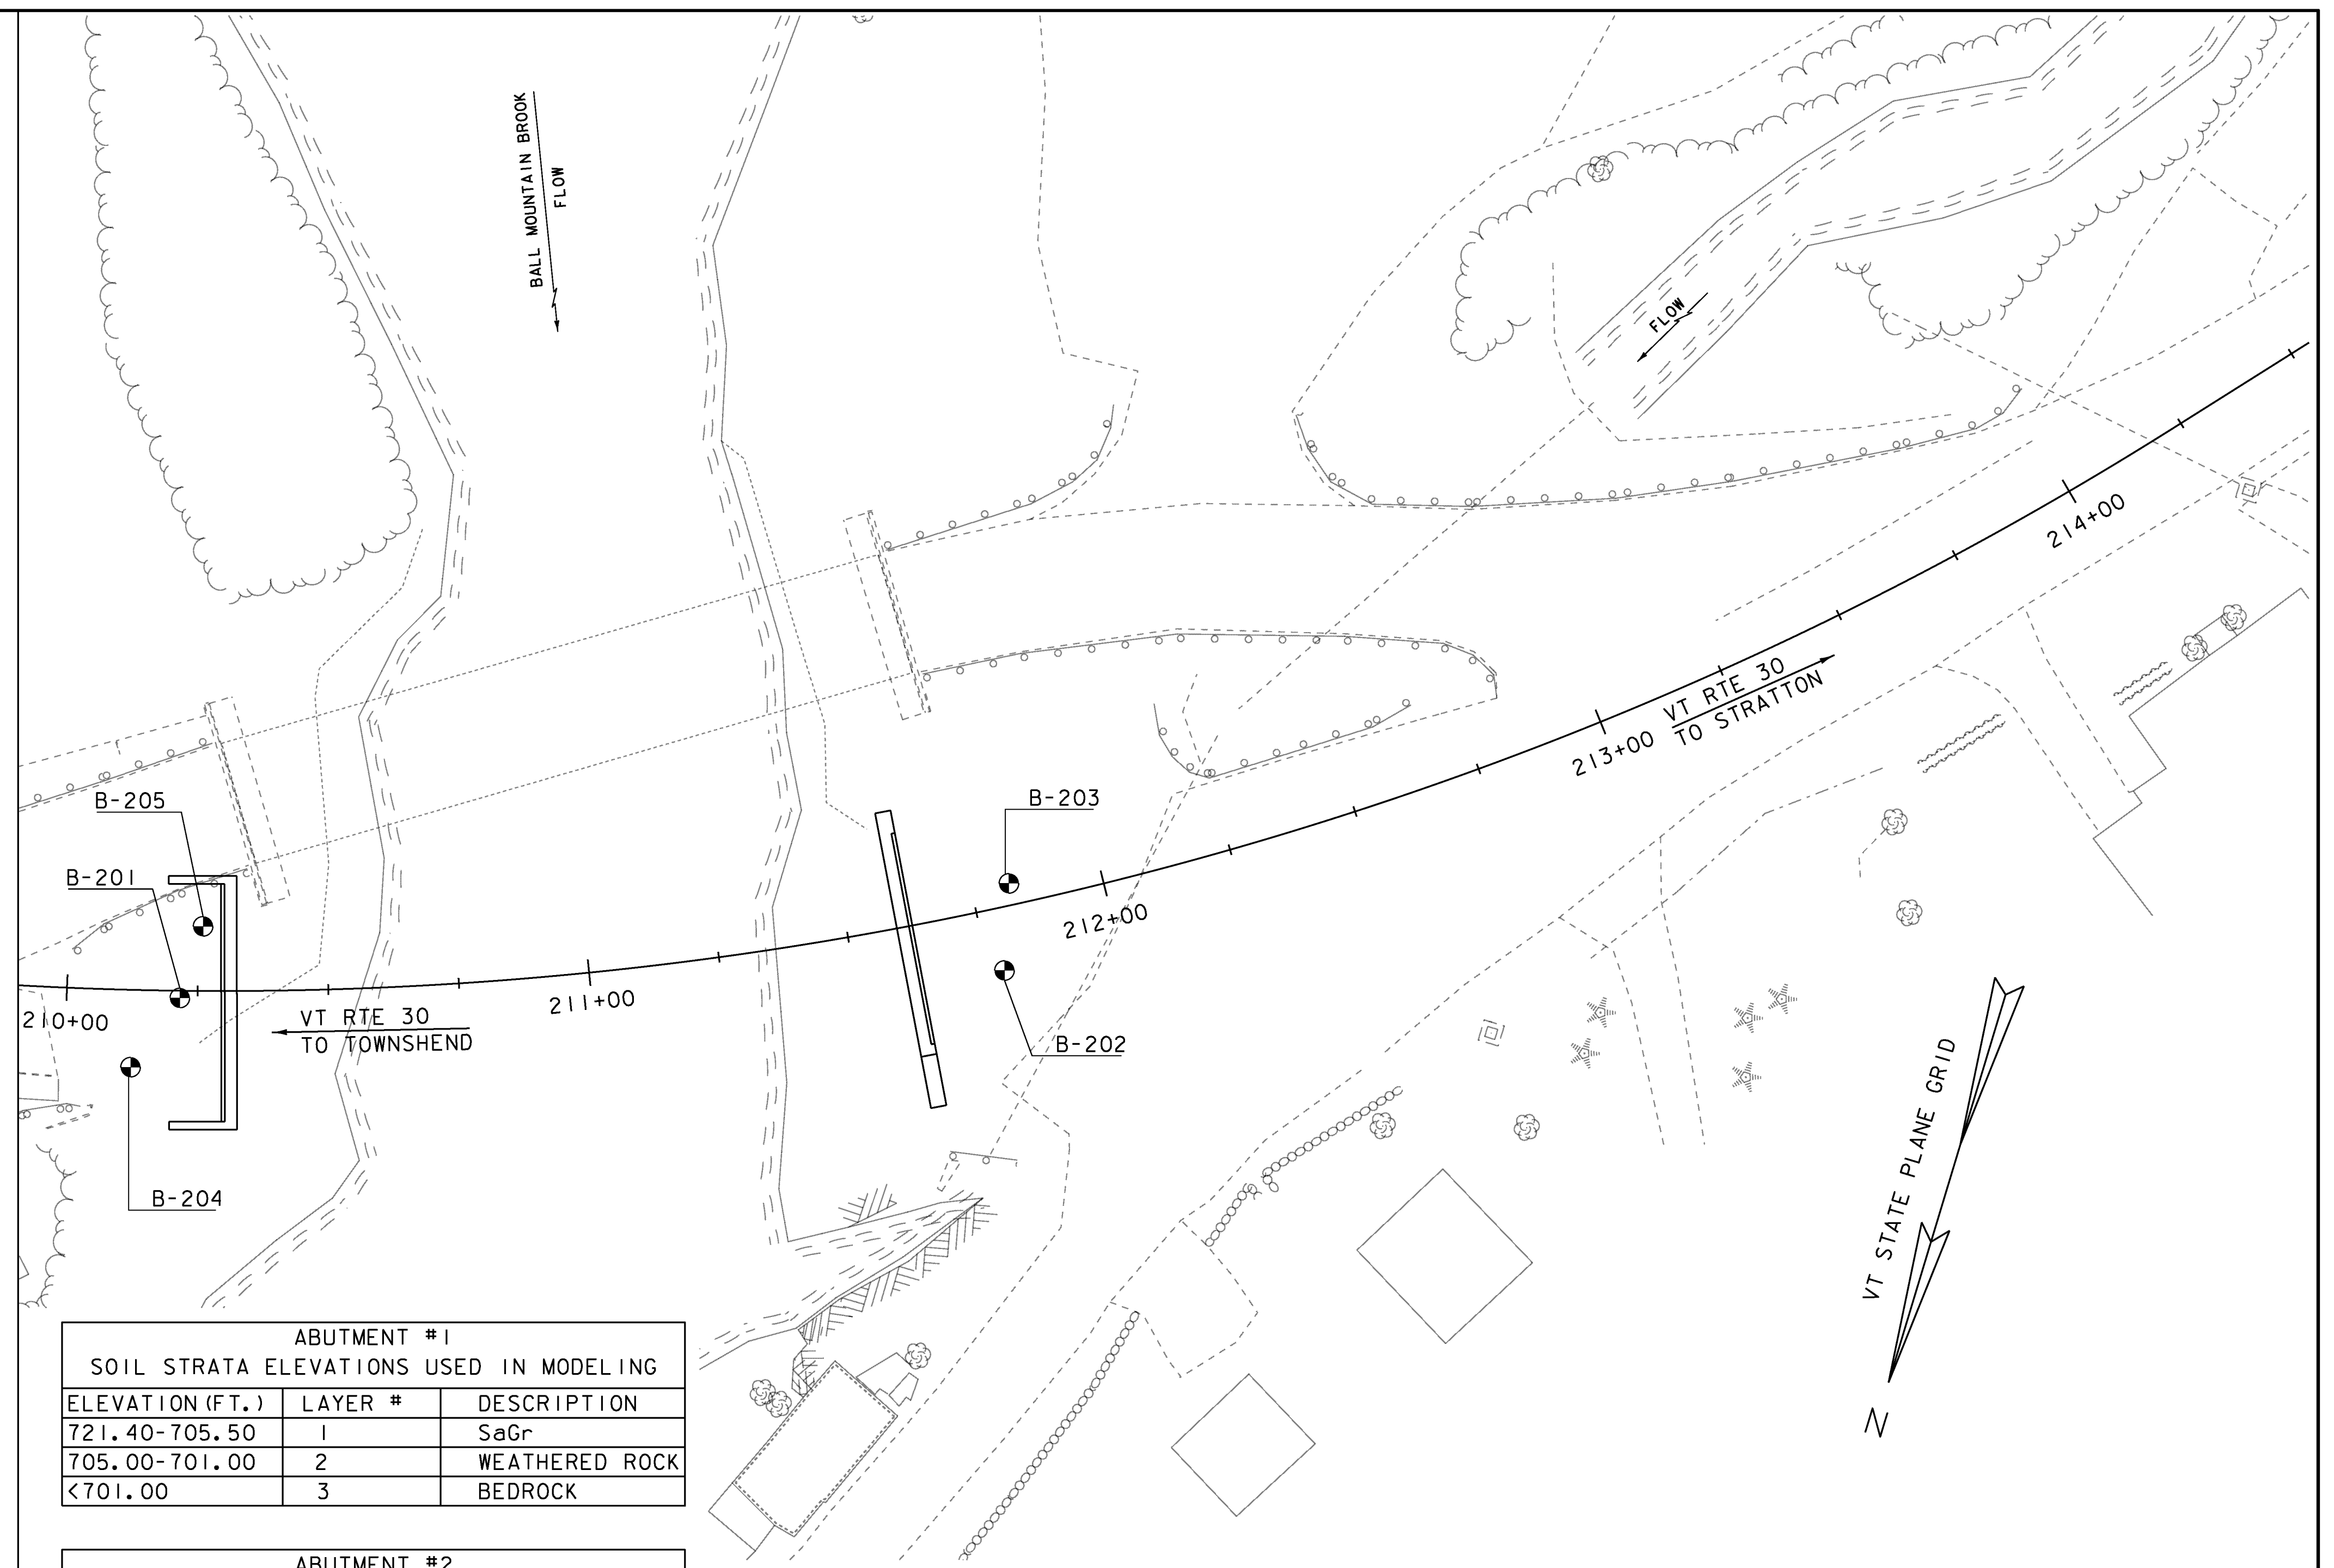 BALL MOUNTAIN BROOK
FLOW
FLOW
214+00
VT RTE 30
TO STRATTON
213+00
B-205
B-203
B-201
212+00
211+00
210+00
VT RTE 30
TO TOWNSHEND
B-202
B-204
VT STATE PLANE GRID
N
ABUTMENT #1
SOIL STRATA ELEVATIONS USED IN MODELING
ELEVATION(FT.) LAYER # DESCRIPTION
721.40-705.50 1 SaGr
705.00-701.00 2 WEATHERED ROCK
<701.00 3 BEDROCK
ABUTMENT #2